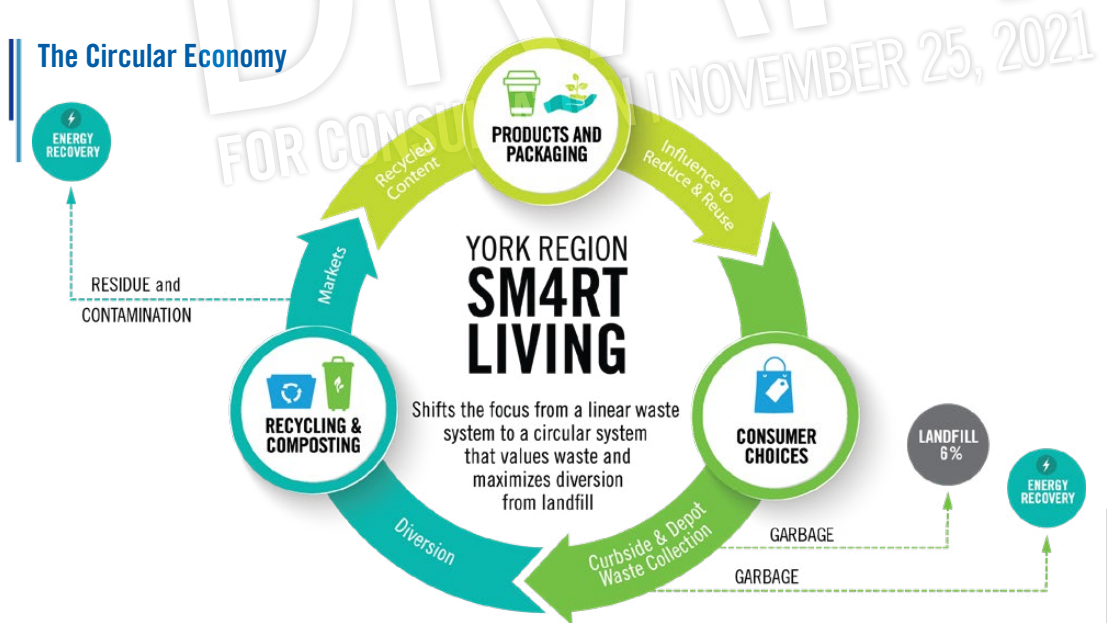 The Circular Economy
FOR CONSUL
NOVEMBER 25, 2021
ENERGY
RECOVERY
RESIDUE and
CONTAMINATION
Recycled
Content
PRODUCTS AND
PACKAGING
Influence to
Reduce & Reuse
Markets
YORK REGION
SM4RT
LIVING
Shifts the focus from a linear waste
system to a circular system
that values waste and
maximizes diversion
from landfill
RECYCLING &
COMPOSTING
CONSUMER
CHOICES
LANDFILL
6%
ENERGY
RECOVERY
Diversion
Curbside & Depot
Waste Collection
GARBAGE
GARBAGE